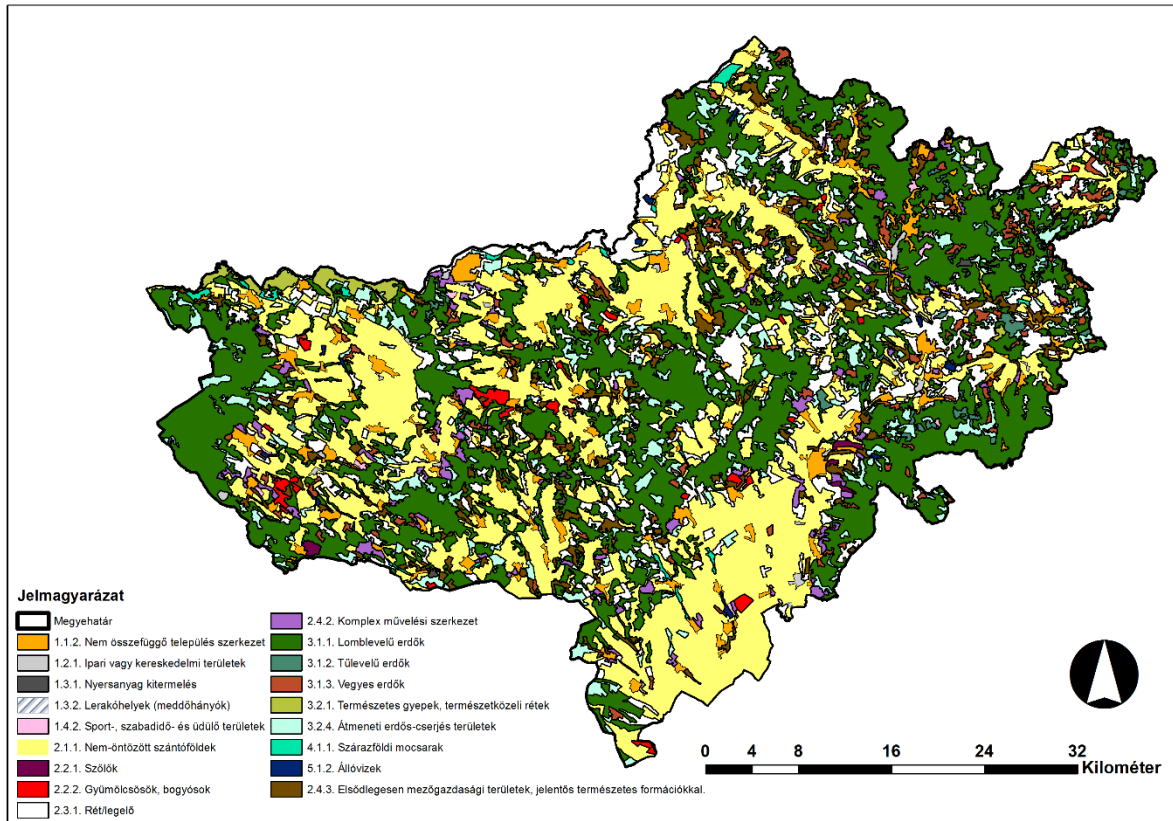 Jelmagyarázat
Megyehatár
1.1.2. Nem összefüggő település szerkezet
1.2.1. Ipari vagy kereskedelmi területek
1.3.1. Nyersanyag kitermelés
1.3.2. Lerakóhelyek (meddőhányók)
1.4.2. Sport-, szabadidő- és üdülő területek
2.1.1. Nem-öntözött szántóföldek
2.2.1. Szőlők
2.2.2. Gyümölcsösök, bogyósok
2.3.1. Rét/legelő
2.4.2. Komplex művelési szerkezet
3.1.1. Lomblevelű erdők
3.1.2. Tűlevelű erdők
3.1.3. Vegyes erdők
3.2.1. Természetes gyepek, természetközeli rétek
3.2.4. Átmeneti erdős-cserjés területek
4.1.1. Szárazföldi mocsarak
5.1.2. Állóvizek
2.4.3. Elsődlegesen mezőgazdasági területek, jelentős természetes formációkkal.
0 4 8 16 24 32
Kilométer